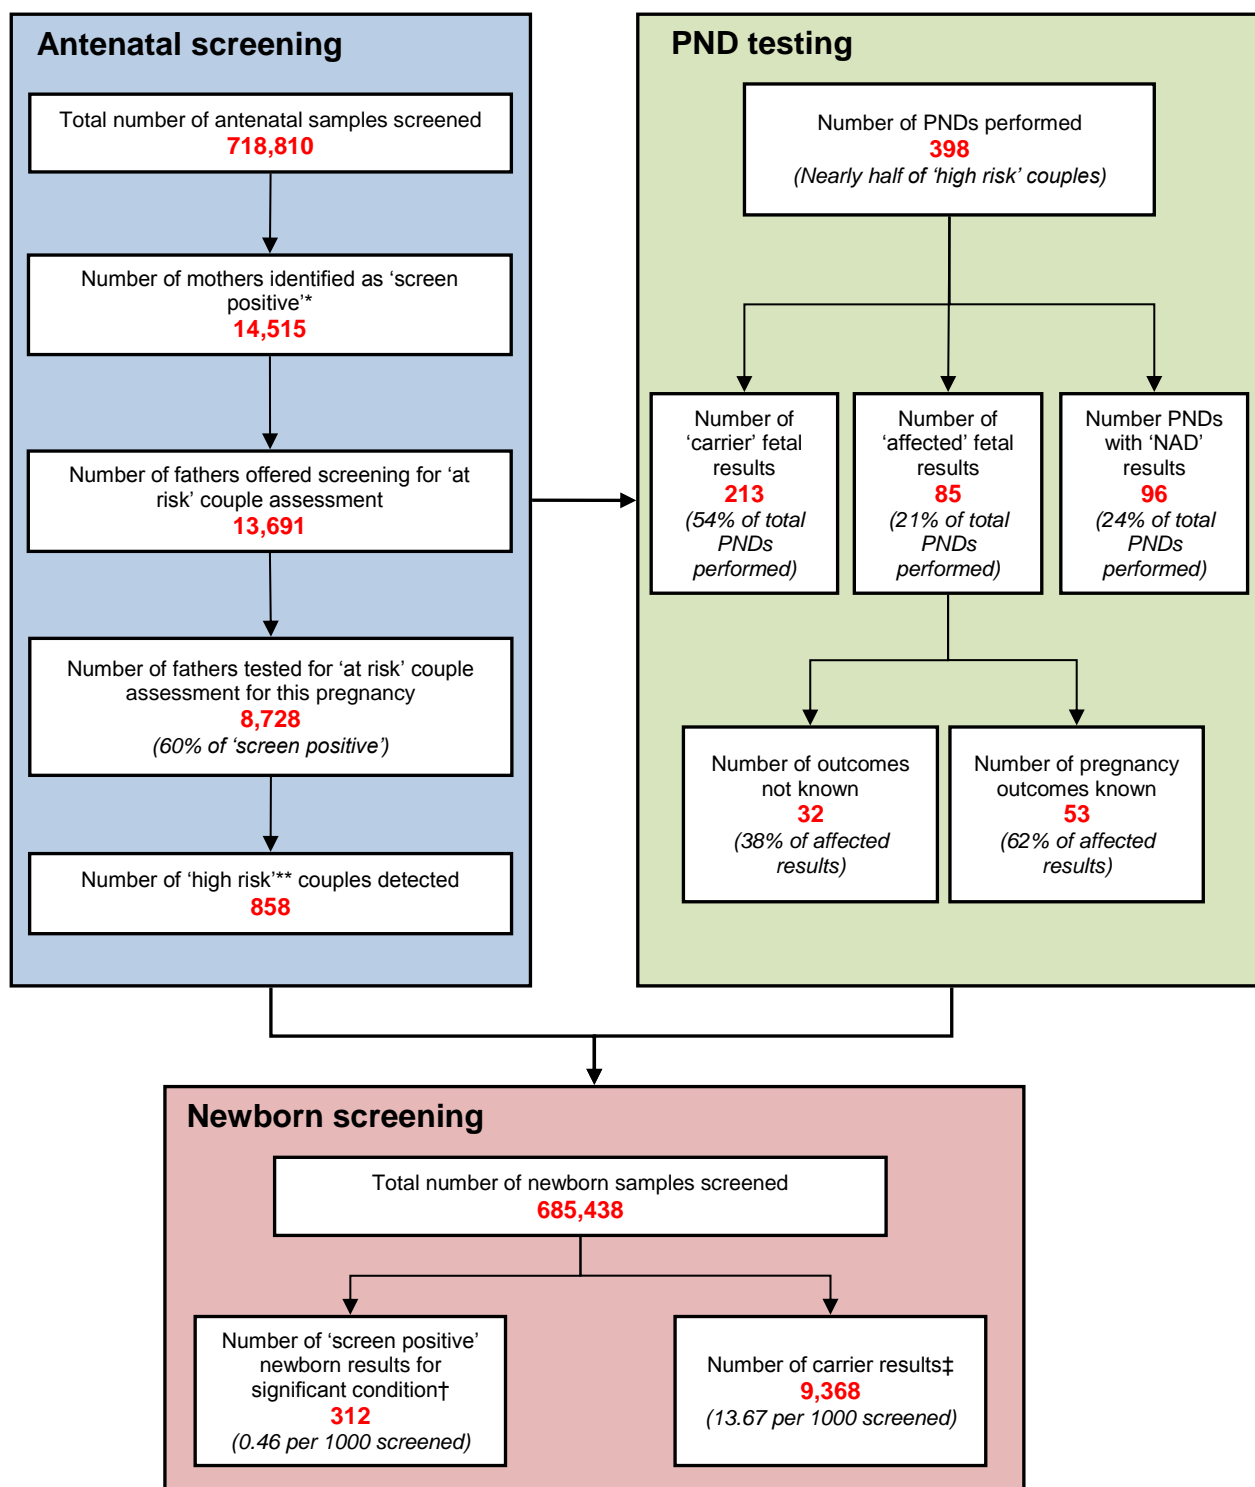 Antenatal screening
Total number of antenatal samples screened
718,810
Number of mothers identified as ‘screen
positive’*
14,515
Number of fathers offered screening for ‘at
risk’ couple assessment
13,691
Number of fathers tested for ‘at risk’ couple
assessment for this pregnancy
8,728
(60% of ‘screen positive’)
Number of ‘high risk’** couples detected
858
PND testing
Number of PNDs performed
398
(Nearly half of ‘high risk’ couples)
Number of
‘carrier’ fetal
results
213
(54% of total
PNDs
performed)
Number of
‘affected’ fetal
results
85
(21% of total
PNDs
performed)
Number PNDs
with ‘NAD’
results
96
(24% of total
PNDs
performed)
Number of outcomes
not known
32
(38% of affected
results)
Number of pregnancy
outcomes known
53
(62% of affected
results)
Newborn screening
Total number of newborn samples screened
685,438
Number of ‘screen positive’
newborn results for
significant condition†
312
(0.46 per 1000 screened)
Number of carrier results‡
9,368
(13.67 per 1000 screened)